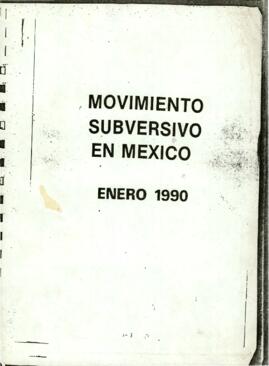 MOVIMIENTO
SUBVERSIVO
EN MEXICO
ENERO 1990